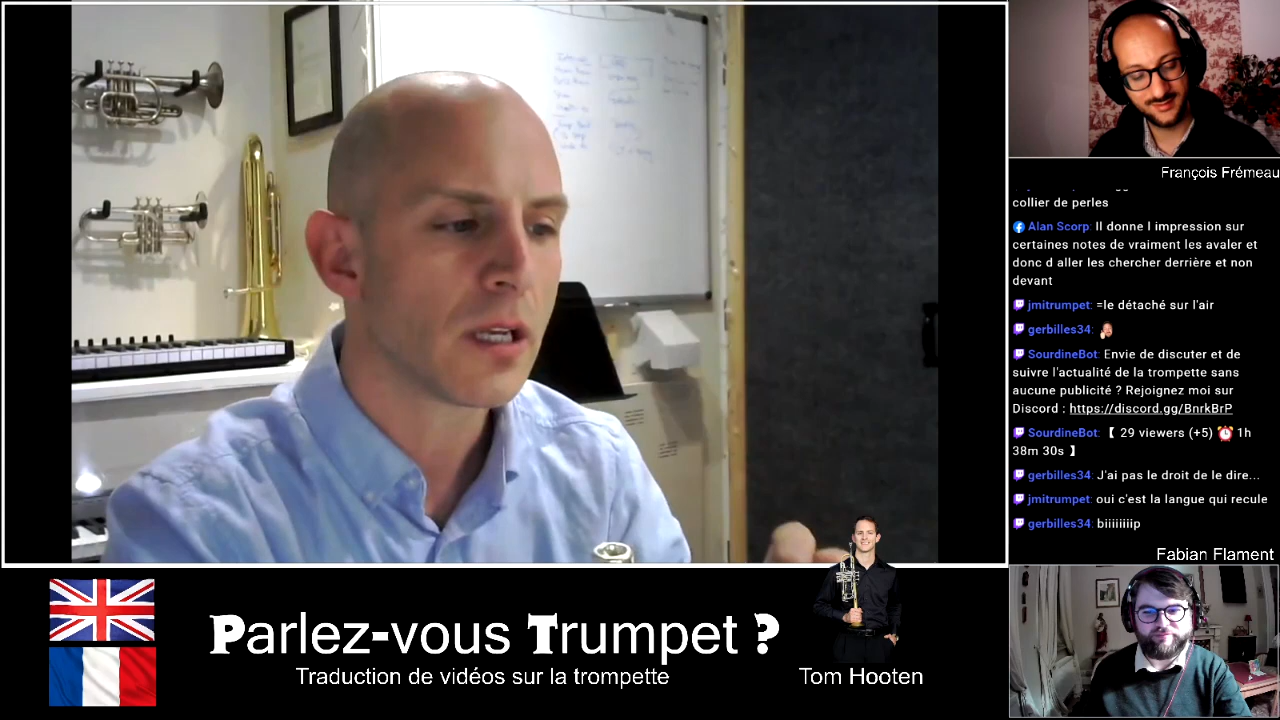 François Frémeau
collier de perles
Alan Scorp: Il donne l impression sur
certaines notes de vraiment les avaler et
donc d aller les chercher derrière et non
devant
jmitrumpet: =le détaché sur l'air
gerbilles34:
SourdineBot: Envie de discuter et de
suivre l'actualité de la trompette sans
aucune publicité ? Rejoignez moi sur
Discord : https://discord.gg/BnrkBrP
SourdineBot: 【 29 viewers (+5) ⏰ 1h
38m 30s 】
gerbilles34: J'ai pas le droit de le dire...
jmitrumpet: oui c'est la langue qui recule
gerbilles34: biiiiiiiip
Fabian Flament
Parlez-vous Trumpet ?
Traduction de vidéos sur la trompette
Tom Hooten